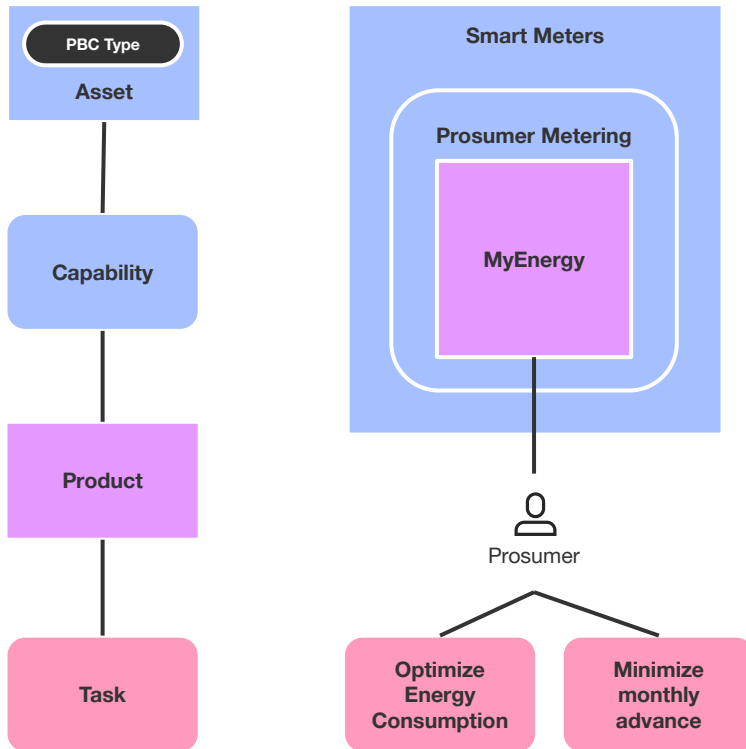 PBC Type
Asset
Capability
Product
Task
Smart Meters
Prosumer Metering
MyEnergy
Prosumer
Optimize
Energy
Consumption
Minimize
monthly
advance